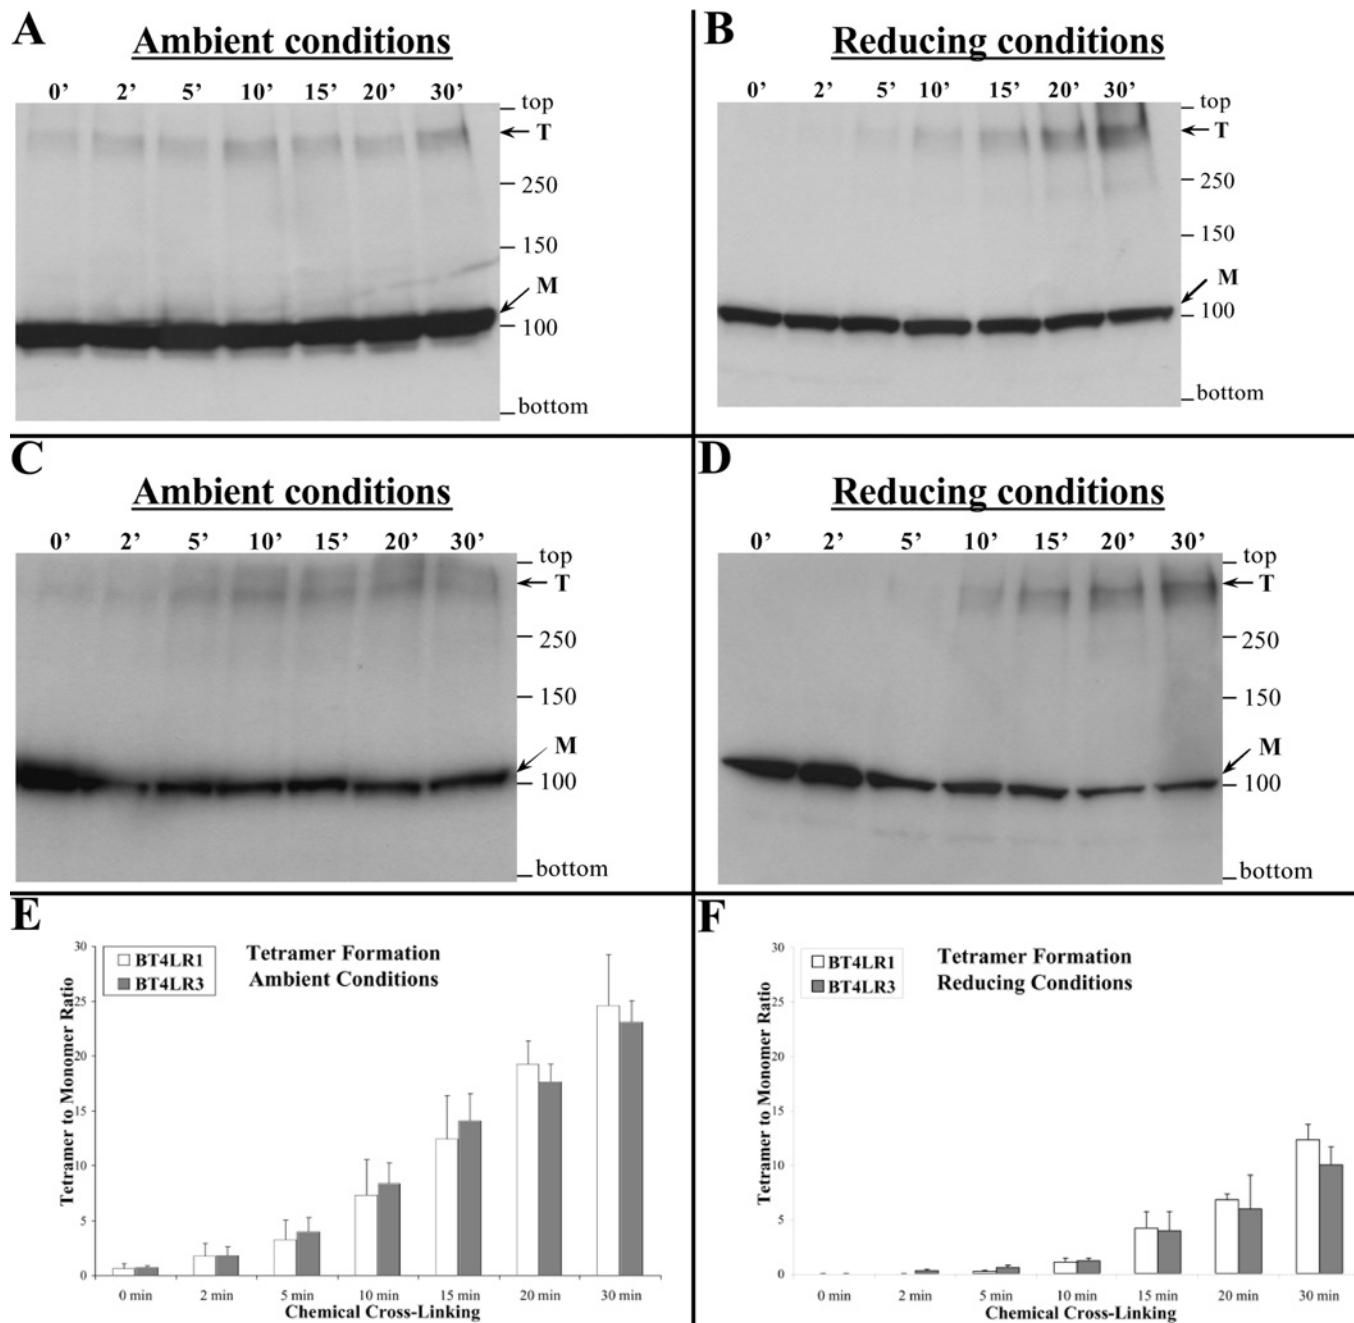 A
Ambient conditions
0’ 2’ 5’ 10’ 15’ 20’ 30’
top
T
250
150
M
100
bottom
B
Reducing conditions
0’ 2’ 5’ 10’ 15’ 20’ 30’
top
T
250
150
M
100
bottom
C
Ambient conditions
0’ 2’ 5’ 10’ 15’ 20’ 30’
top
T
250
150
M
100
bottom
D
Reducing conditions
0’ 2’ 5’ 10’ 15’ 20’ 30’
top
T
250
150
M
100
bottom
E
Tetramer Formation
Ambient Conditions
BT4LR1
BT4LR3
Tetramer to Monomer Ratio
30
25
20
15
10
5
0
0 min 2 min 5 min 10 min 15 min 20 min 30 min
Chemical Cross-Linking
F
Tetramer Formation
Reducing Conditions
BT4LR1
BT4LR3
Tetramer to Monomer Ratio
30
25
20
15
10
5
0
0 min 2 min 5 min 10 min 15 min 20 min 30 min
Chemical Cross-Linking